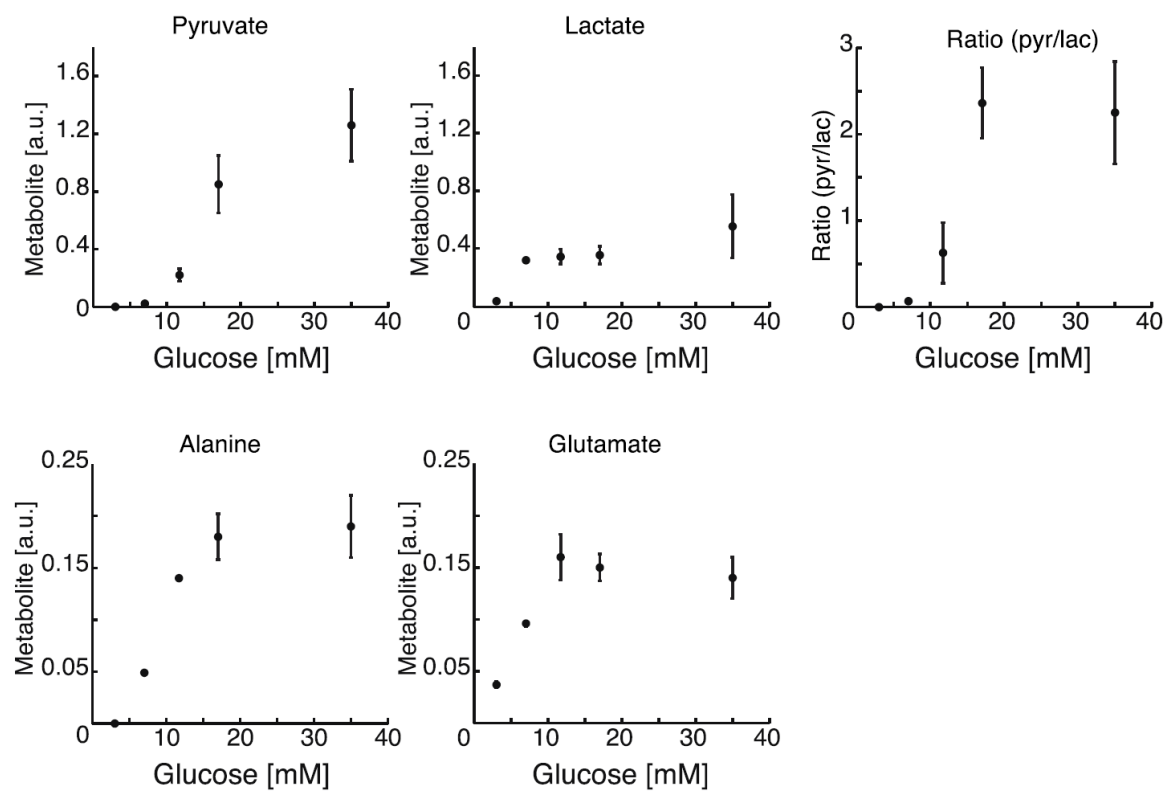 Pyruvate
Metabolite [a.u.]
1.6
1.2
0.8
0.4
0
10 20 30 40
Glucose [mM]
Lactate
Metabolite [a.u.]
1.6
1.2
0.8
0.4
0 10 20 30 40
Glucose [mM]
Ratio (pyr/lac)
Ratio (pyr/lac)
3
2
1
0 10 20 30 40
Glucose [mM]
Alanine
Metabolite [a.u.]
0.25
0.15
0.05
0 10 20 30 40
Glucose [mM]
Glutamate
Metabolite [a.u.]
0.25
0.15
0.05
0 10 20 30 40
Glucose [mM]